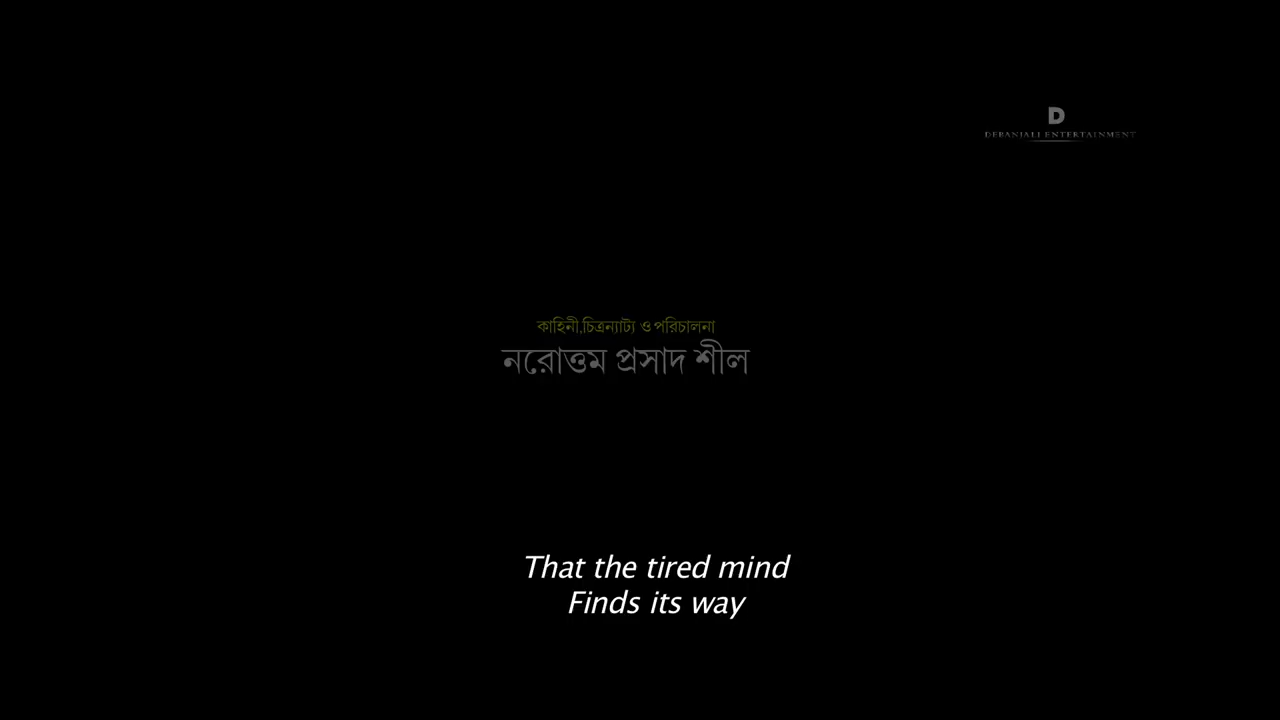 D
DEBANJALI ENTERTAINMENT
কাহিনী,চিত্রন্যাট্য ও পরিচালনা
নরোত্তম প্রসাদ শীল
That the tired mind
Finds its way